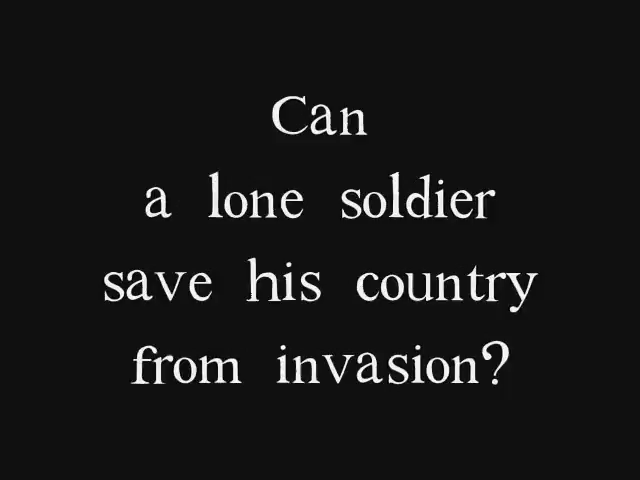 Can
a lone soldier
save his country
from invasion?